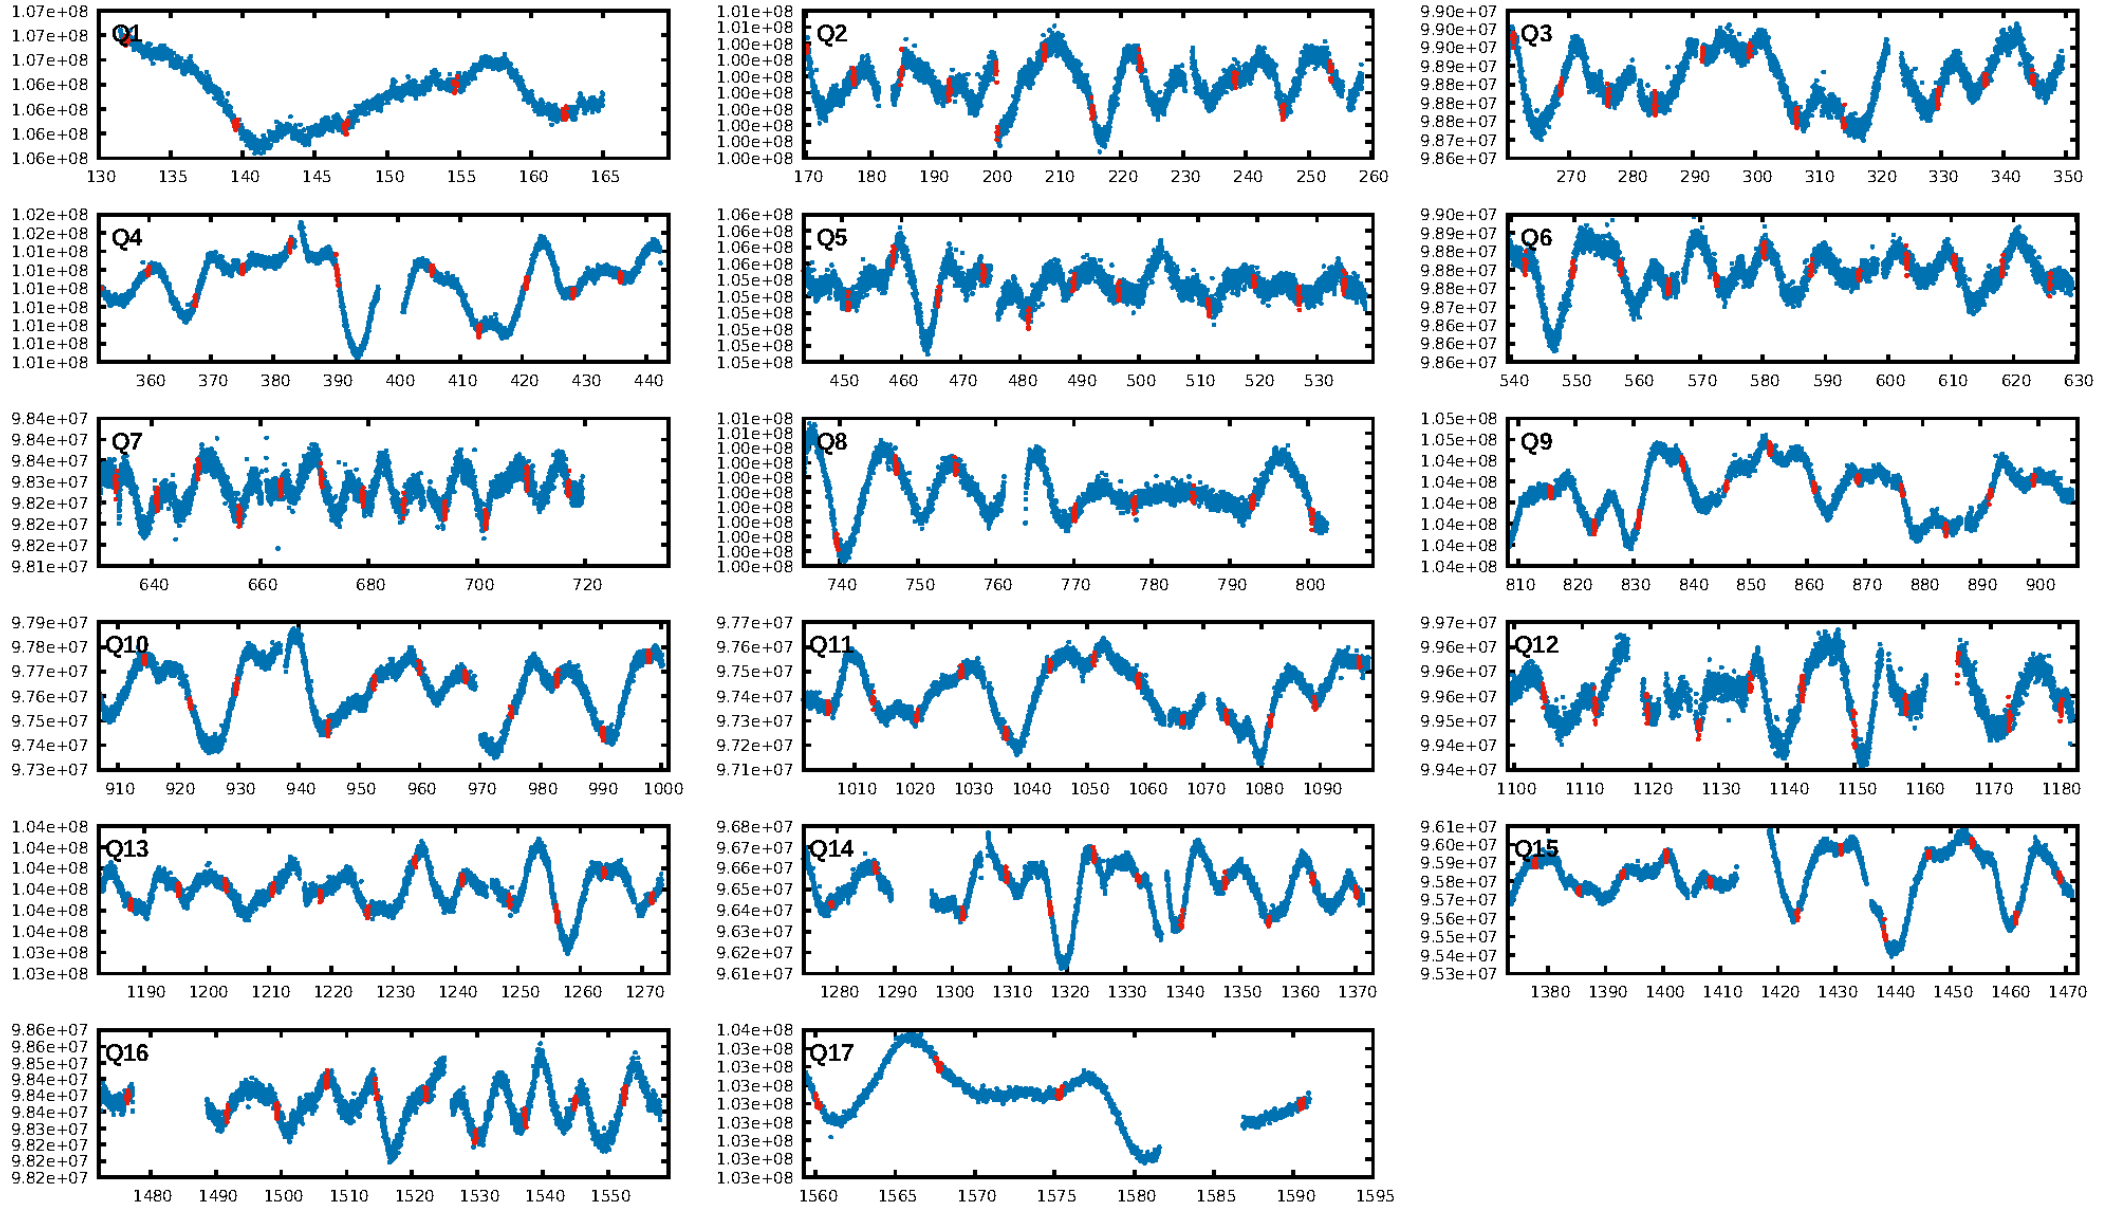 1.07e+08
1.07e+08
1.07e+08
1.06e+08
1.06e+08
1.06e+08
1.06e+08
Q1
130 135 140 145 150 155 160 165
1.01e+08
1.01e+08
1.00e+08
1.00e+08
1.00e+08
1.00e+08
1.00e+08
1.00e+08
1.00e+08
1.00e+08
Q2
170 180 190 200 210 220 230 240 250 260
9.90e+07
9.90e+07
9.90e+07
9.89e+07
9.88e+07
9.88e+07
9.87e+07
9.87e+07
9.86e+07
Q3
270 280 290 300 310 320 330 340 350
1.02e+08
1.02e+08
1.01e+08
1.01e+08
1.01e+08
1.01e+08
1.01e+08
1.01e+08
1.01e+08
Q4
360 370 380 390 400 410 420 430 440
1.06e+08
1.06e+08
1.06e+08
1.06e+08
1.05e+08
1.05e+08
1.05e+08
1.05e+08
1.05e+08
1.05e+08
Q5
450 460 470 480 490 500 510 520 530
9.90e+07
9.89e+07
9.88e+07
9.88e+07
9.88e+07
9.87e+07
9.86e+07
9.86e+07
9.86e+07
Q6
540 550 560 570 580 590 600 610 620 630
9.84e+07
9.84e+07
9.84e+07
9.83e+07
9.82e+07
9.82e+07
9.82e+07
9.81e+07
Q7
640 660 680 700 720
1.01e+08
1.01e+08
1.00e+08
1.00e+08
1.00e+08
1.00e+08
1.00e+08
1.00e+08
1.00e+08
1.00e+08
1.00e+08
Q8
740 750 760 770 780 790 800
1.05e+08
1.05e+08
1.04e+08
1.04e+08
1.04e+08
1.04e+08
1.04e+08
1.04e+08
Q9
810 820 830 840 850 860 870 880 890 900
9.79e+07
9.78e+07
9.77e+07
9.76e+07
9.75e+07
9.74e+07
9.73e+07
Q10
910 920 930 940 950 960 970 980 990 1000
9.77e+07
9.75e+07
9.75e+07
9.74e+07
9.73e+07
9.72e+07
9.71e+07
Q11
1010 1020 1030 1040 1050 1060 1070 1080 1090
9.97e+07
9.96e+07
9.96e+07
9.96e+07
9.95e+07
9.94e+07
9.94e+07
Q12
1100 1110 1120 1130 1140 1150 1160 1170 1180
1.04e+08
1.04e+08
1.04e+08
1.04e+08
1.04e+08
1.04e+08
1.03e+08
1.03e+08
Q13
1190 1200 1210 1220 1230 1240 1250 1260 1270
9.68e+07
9.67e+07
9.66e+07
9.65e+07
9.64e+07
9.63e+07
9.62e+07
9.61e+07
Q14
1280 1290 1300 1310 1320 1330 1340 1350 1360 1370
9.61e+07
9.60e+07
9.59e+07
9.58e+07
9.57e+07
9.56e+07
9.55e+07
9.53e+07
Q15
1380 1390 1400 1410 1420 1430 1440 1450 1460 1470
9.86e+07
9.86e+07
9.85e+07
9.84e+07
9.84e+07
9.84e+07
9.83e+07
9.82e+07
9.82e+07
9.82e+07
Q16
1480 1490 1500 1510 1520 1530 1540 1550
1.04e+08
1.03e+08
1.03e+08
1.03e+08
1.03e+08
1.03e+08
1.03e+08
1.03e+08
1.03e+08
Q17
1560 1565 1570 1575 1580 1585 1590 1595